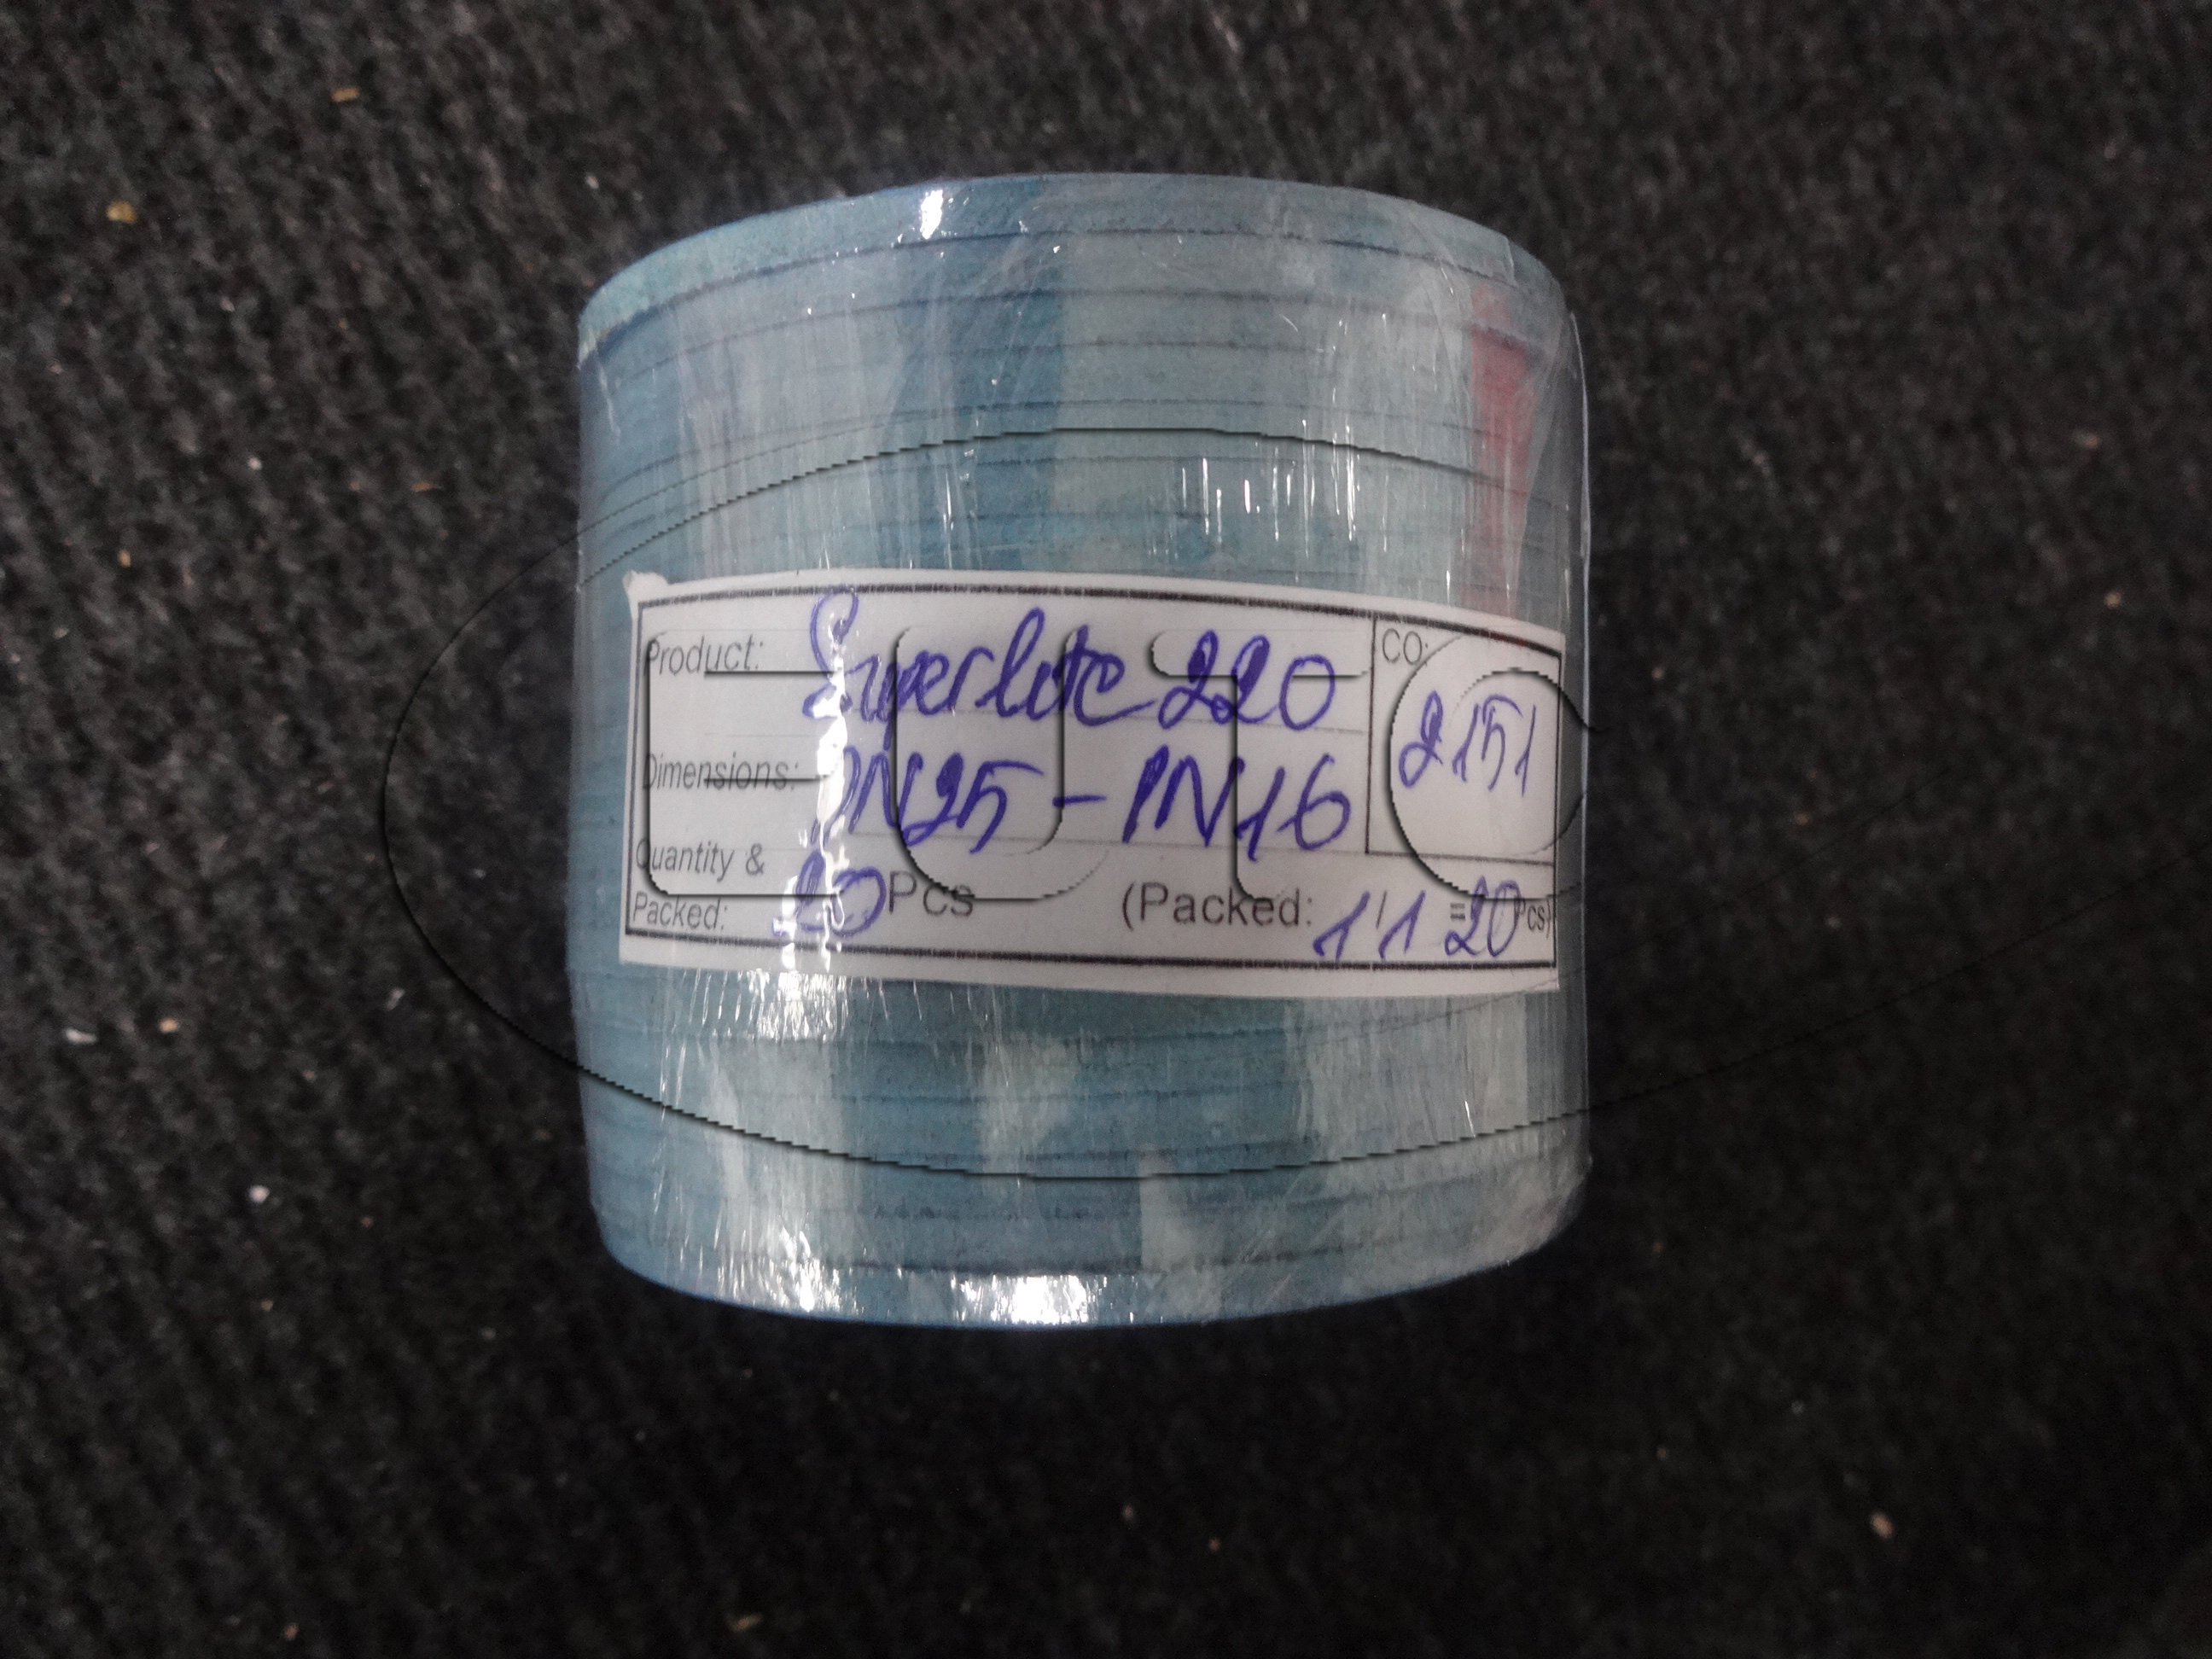 Product: Superlite 220
CO: 2151
Dimensions: DN25 - PN16
Quantity &
Packed: 20 Pcs (Packed: 1/1 = 20 Pcs)